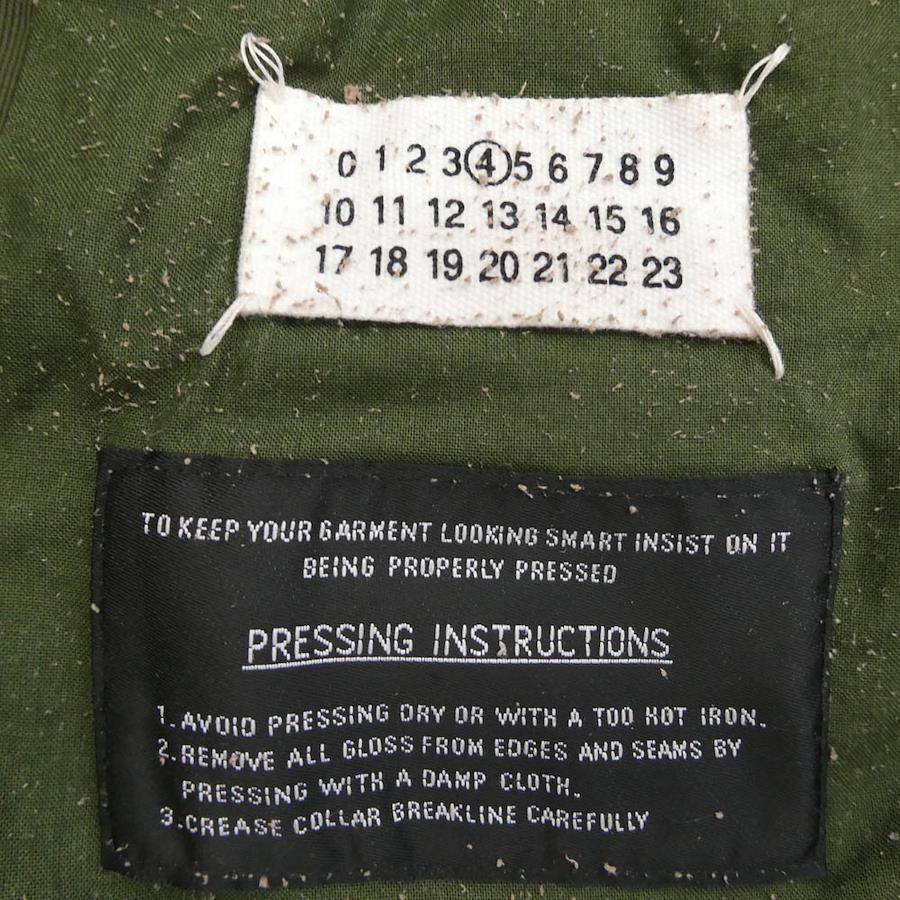 0 1 2 3 4 5 6 7 8 9
10 11 12 13 14 15 16
17 18 19 20 21 22 23
TO KEEP YOUR GARMENT LOOKING SMART INSIST ON IT
BEING PROPERLY PRESSED
PRESSING INSTRUCTIONS
1. AVOID PRESSING DRY OR WITH A TOO HOT IRON.
2. REMOVE ALL GLOSS FROM EDGES AND SEAMS BY
PRESSING WITH A DAMP CLOTH.
3. CREASE COLLAR BREAKLINE CAREFULLY